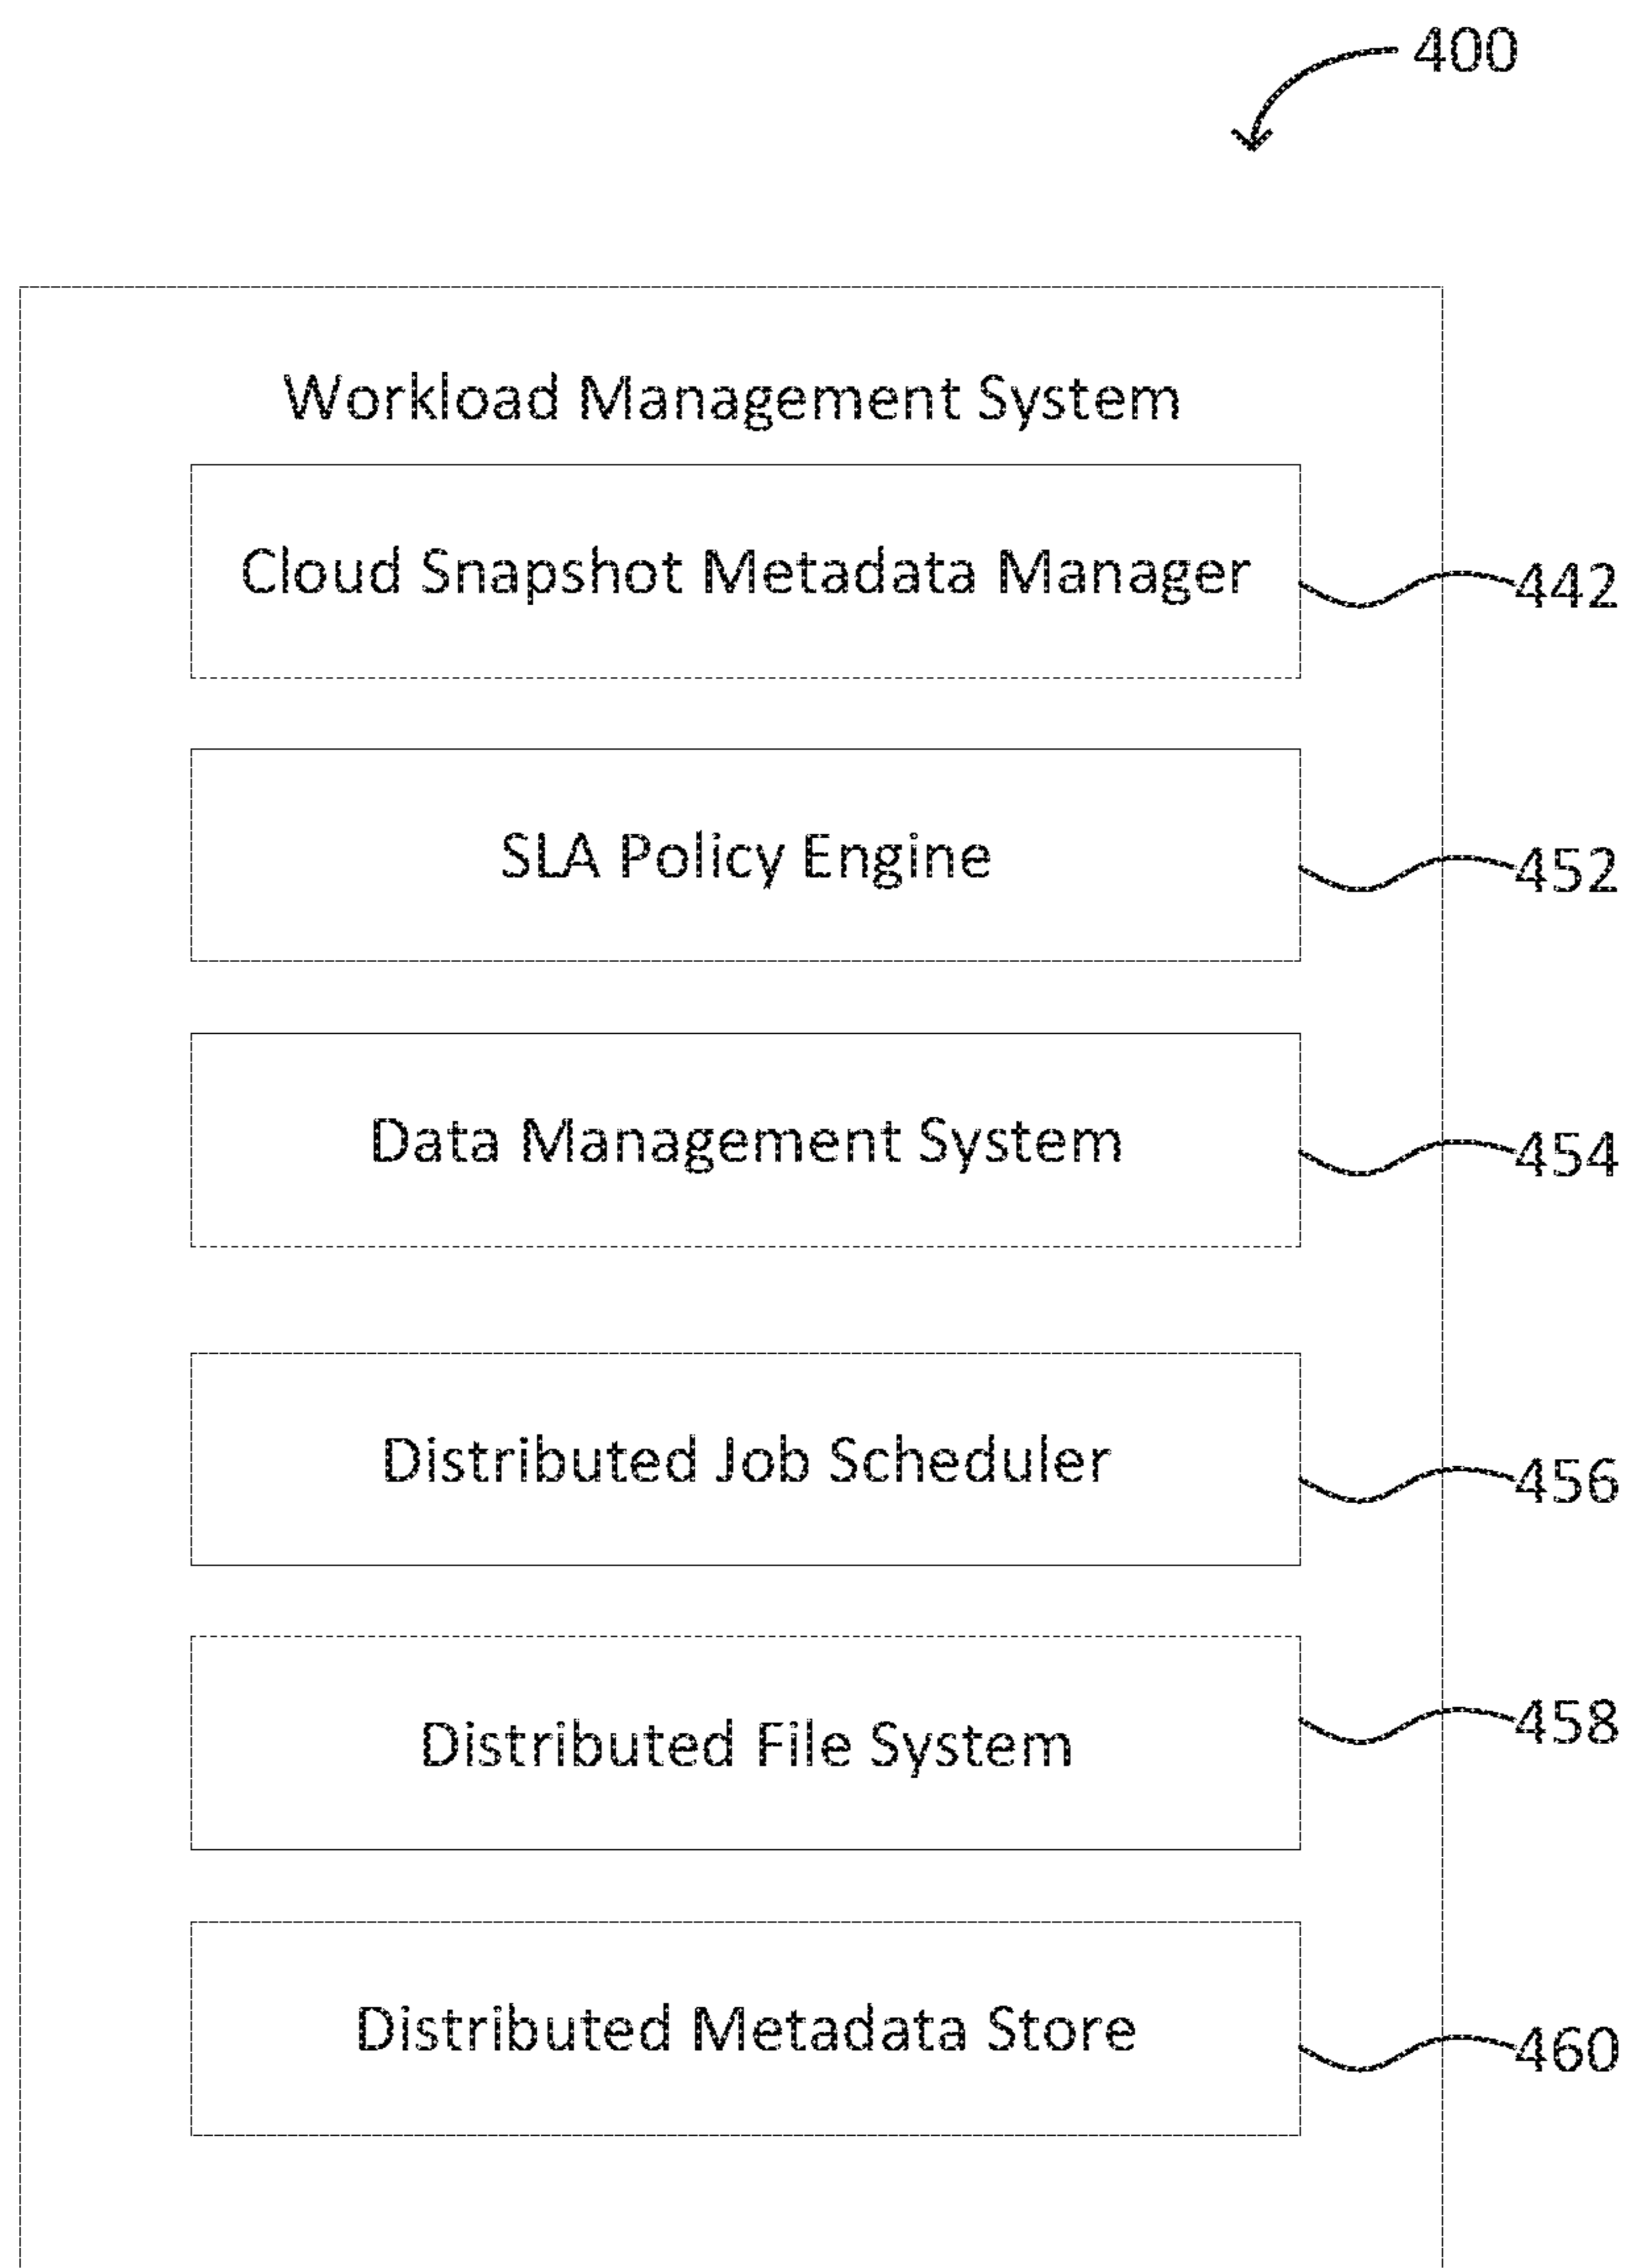 400
Workload Management System
Cloud Snapshot Metadata Manager
442
SLA Policy Engine
452
Data Management System
454
Distributed Job Scheduler
456
Distributed File System
458
Distributed Metadata Store
460